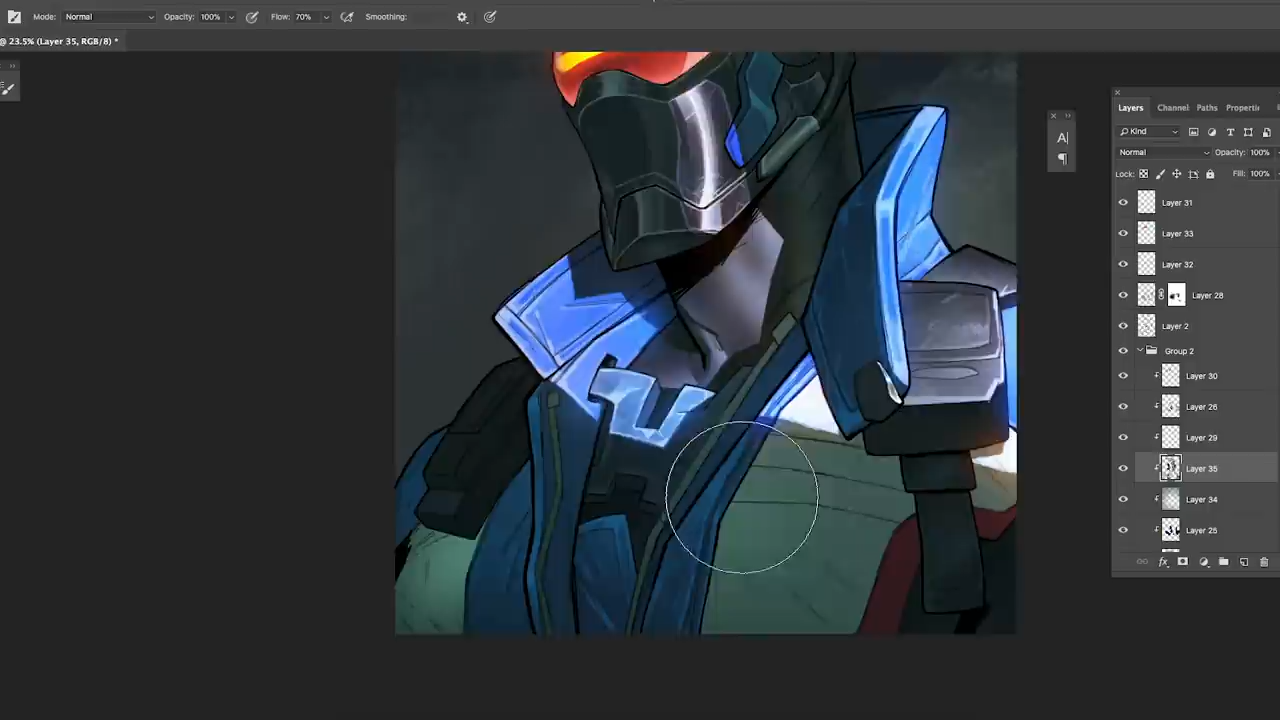 Mode: Normal Opacity: 100% Flow: 70% Smoothing:
@ 23.5% (Layer 35, RGB/8) *
Layers Channel Paths Properti
Kind
Normal Opacity: 100%
Lock: Fill: 100%
Layer 31
Layer 33
Layer 32
Layer 28
Layer 2
Group 2
Layer 30
Layer 26
Layer 29
Layer 35
Layer 34
Layer 25